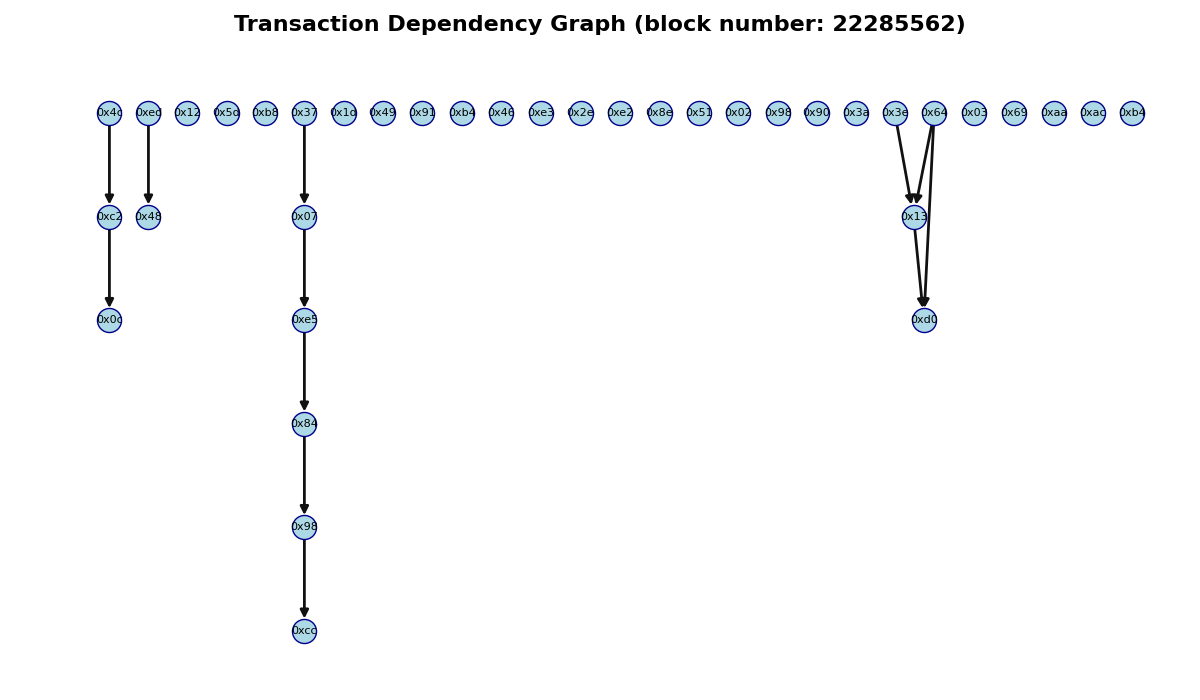 Transaction Dependency Graph (block number: 22285562)
0x4c 0xed 0x12 0x5d 0xb8 0x37 0x1d 0x49 0x91 0xb4 0x46 0xe3 0x2e 0xe2 0x8e 0x51 0x02 0x98 0x90 0x3a 0x3e 0x64 0x03 0x69 0xaa 0xac 0xb4
0xc2 0x48 0x07 0x13
0x0c 0xe5 0xd0
0x84
0x98
0xcc